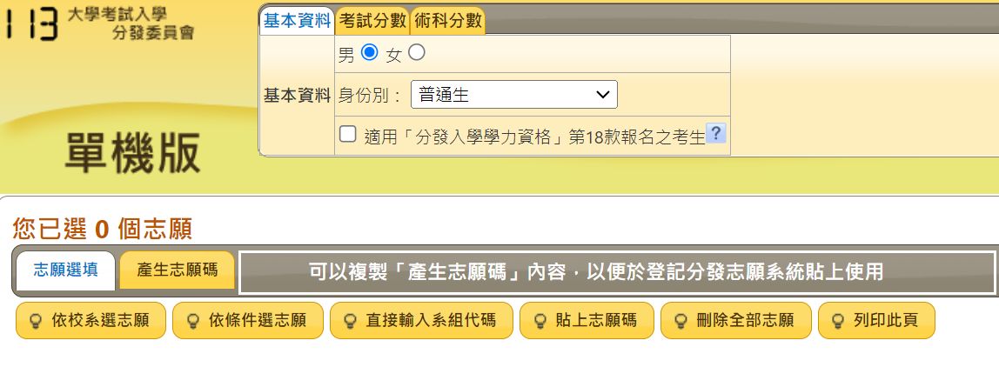 113 大學考試入學
分發委員會
單機版
基本資料 考試分數 術科分數
基本資料
男 女
身份別： 普通生
適用「分發入學學力資格」第18款報名之考生 ?
您已選 0 個志願
志願選填 產生志願碼 可以複製「產生志願碼」內容，以便於登記分發志願系統貼上使用
依校系選志願 依條件選志願 直接輸入系組代碼 貼上志願碼 刪除全部志願 列印此頁